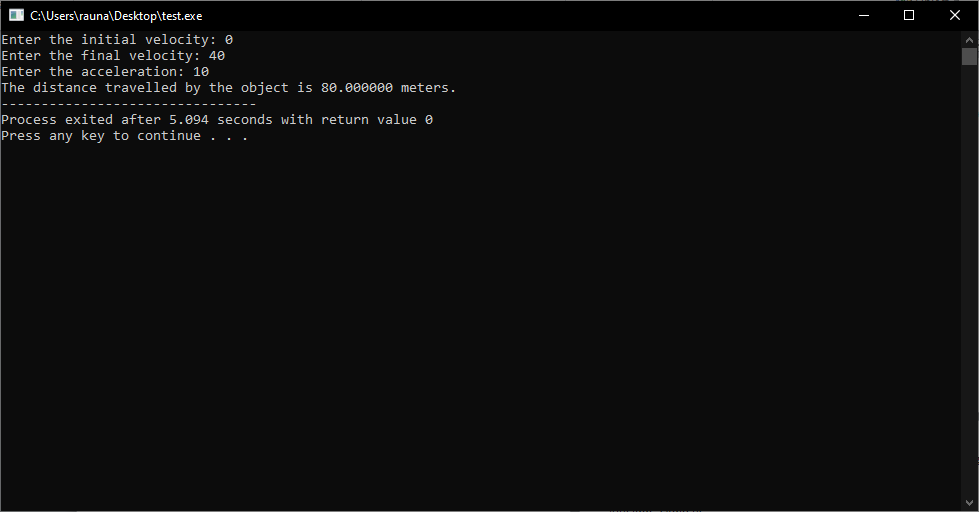 C:\Users\rauna\Desktop\test.exe
Enter the initial velocity: 0
Enter the final velocity: 40
Enter the acceleration: 10
The distance travelled by the object is 80.000000 meters.
--------------------------------
Process exited after 5.094 seconds with return value 0
Press any key to continue . . .